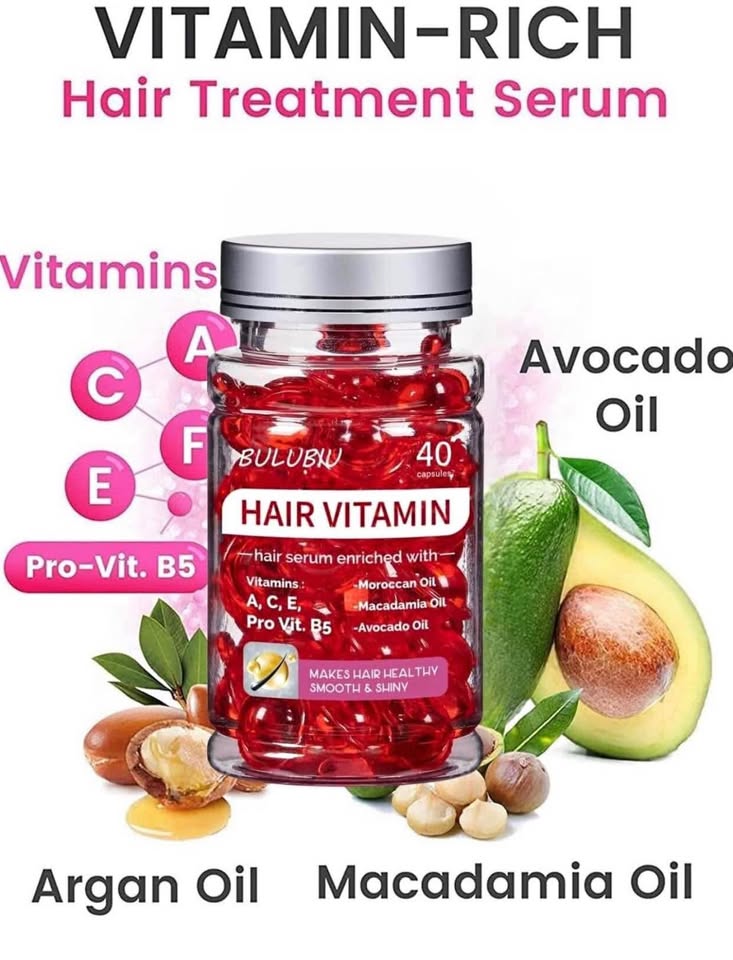 VITAMIN-RICH
Hair Treatment Serum
Vitamins
A
C
F
E
Pro-Vit. B5
Avocado
Oil
BULUBIU
40
capsules
HAIR VITAMIN
hair serum enriched with
Vitamins :
A, C, E,
Pro Vit. B5
-Moroccan Oil
-Macadamia Oil
-Avocado Oil
MAKES HAIR HEALTHY
SMOOTH & SHINY
Argan Oil
Macadamia Oil